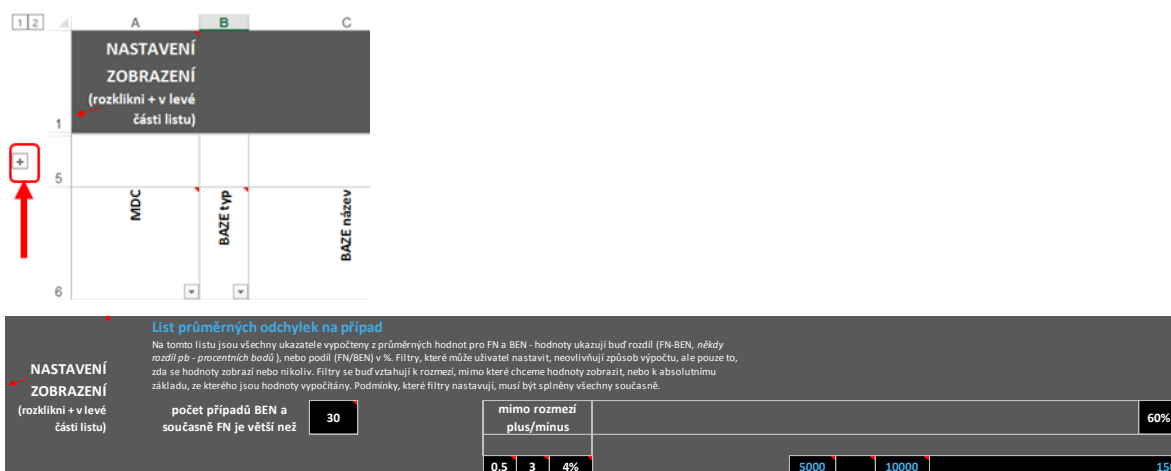 1 2
A B C
NASTAVENÍ
ZOBRAZENÍ
(rozklikni + v levé
části listu)
1
+
5
MDC
BAZE typ
BAZE název
6
List průměrných odchylek na případ
Na tomto listu jsou všechny ukazatele vypočteny z průměrných hodnot pro FN a BEN - hodnoty ukazují buď rozdíl (FN-BEN, někdy
rozdíl pb - procentních bodů ), nebo podíl (FN/BEN) v %. Filtry, které může uživatel nastavit, neovlivňují způsob výpočtu, ale pouze to,
zda se hodnoty zobrazí nebo nikoliv. Filtry se buď vztahují k rozmezí, mimo které chceme hodnoty zobrazit, nebo k absolutnímu
základu, ze kterého jsou hodnoty vypočítány. Podmínky, které filtry nastavují, musí být splněny všechny současně.
NASTAVENÍ
ZOBRAZENÍ
(rozklikni + v levé
části listu)
počet případů BEN a
současně FN je větší než
30
mimo rozmezí
plus/mínus
60%
0.5 3 4% 5000 10000 15